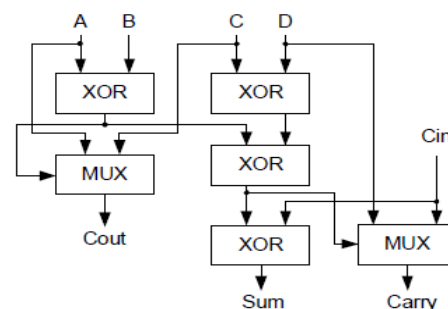 A B C D
XOR XOR
Cin
XOR
MUX
Cout XOR MUX
Sum Carry